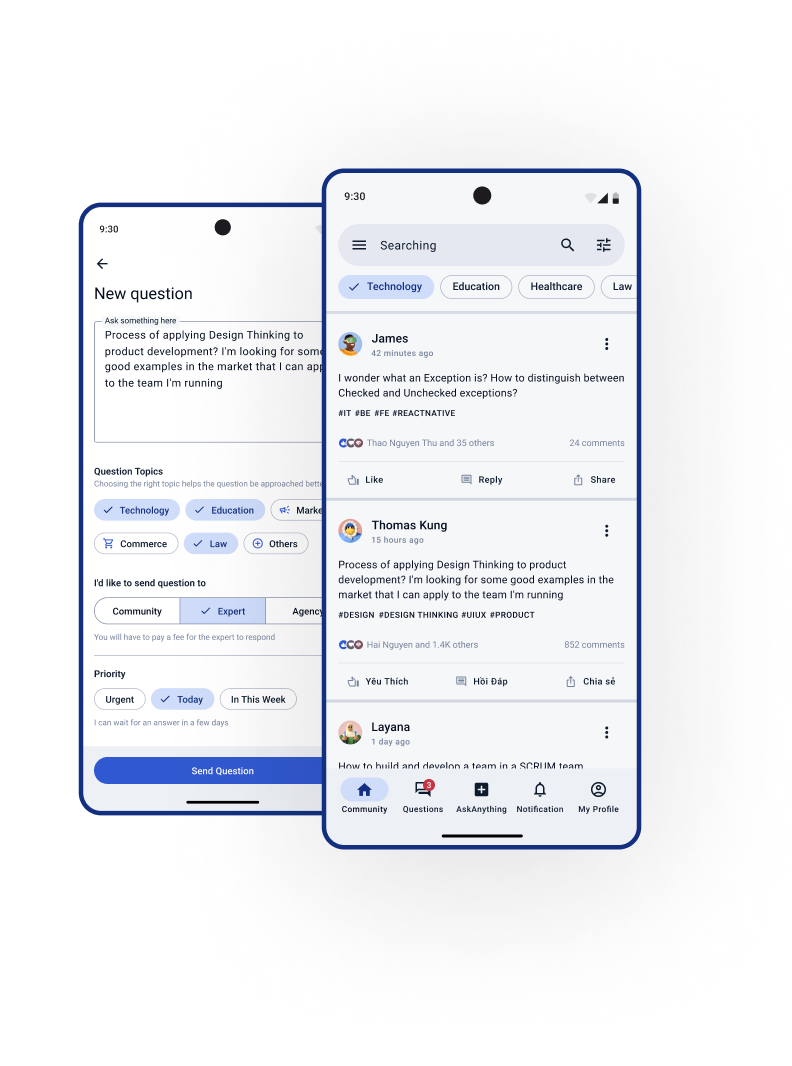 9:30
New question
Ask something here
Process of applying Design Thinking to
product development? I'm looking for some
good examples in the market that I can
to the team I'm running
Question Topics
Choosing the right topic helps the question be approached
Technology
Education
Commerce
Law
Others
I'd like to send question to
Community
Expert
Agency
You will have to pay a fee for the expert to respond
Priority
Urgent
Today
In This Week
I can wait for an answer in a few days
Send Question
9:30
Searching
Technology
Education
Healthcare
Law
James
42 minutes ago
I wonder what an Exception is? How to distinguish between
Checked and Unchecked exceptions?
#IT #BE #FE #REACTNATIVE
Thao Nguyen Thu and 35 others
24 comments
Like
Reply
Share
Thomas Kung
15 hours ago
Process of applying Design Thinking to product
development? I'm looking for some good examples in the
market that I can apply to the team I'm running
#DESIGN #DESIGN THINKING #UIUX #PRODUCT
Hai Nguyen and 1.4K others
852 comments
Yêu Thích
Hồi Đáp
Chia sẻ
Layana
1 day ago
How to build and develop a team in a SCRUM team
3
Community
Questions
AskAnything
Notification
My Profile